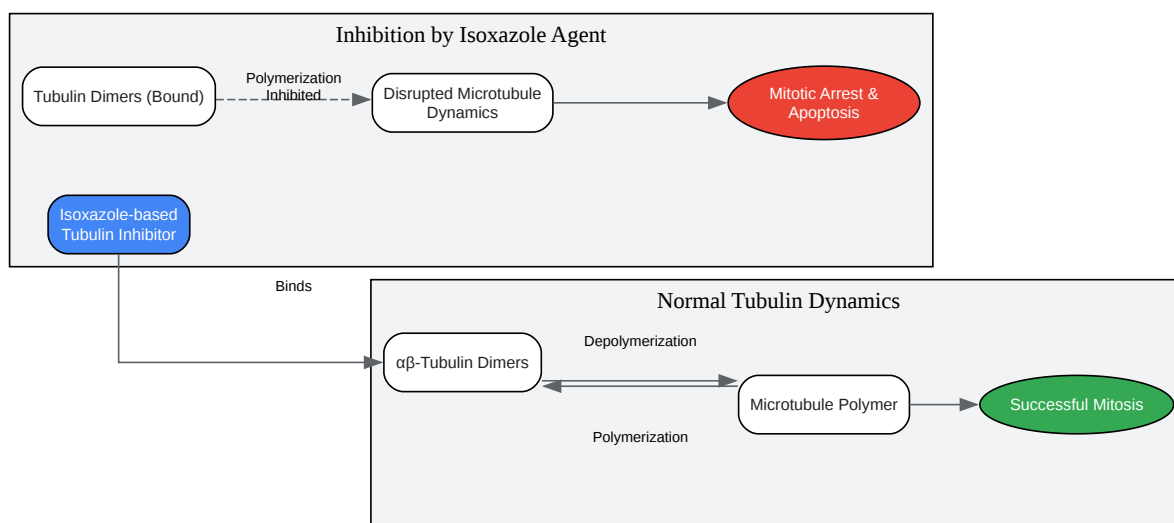 Inhibition by Isoxazole Agent
Tubulin Dimers (Bound)
Polymerization
Inhibited
Disrupted Microtubule
Dynamics
Mitotic Arrest &
Apoptosis
Isoxazole-based
Tubulin Inhibitor
Binds
Normal Tubulin Dynamics
αβ-Tubulin Dimers
Depolymerization
Microtubule Polymer
Successful Mitosis
Polymerization